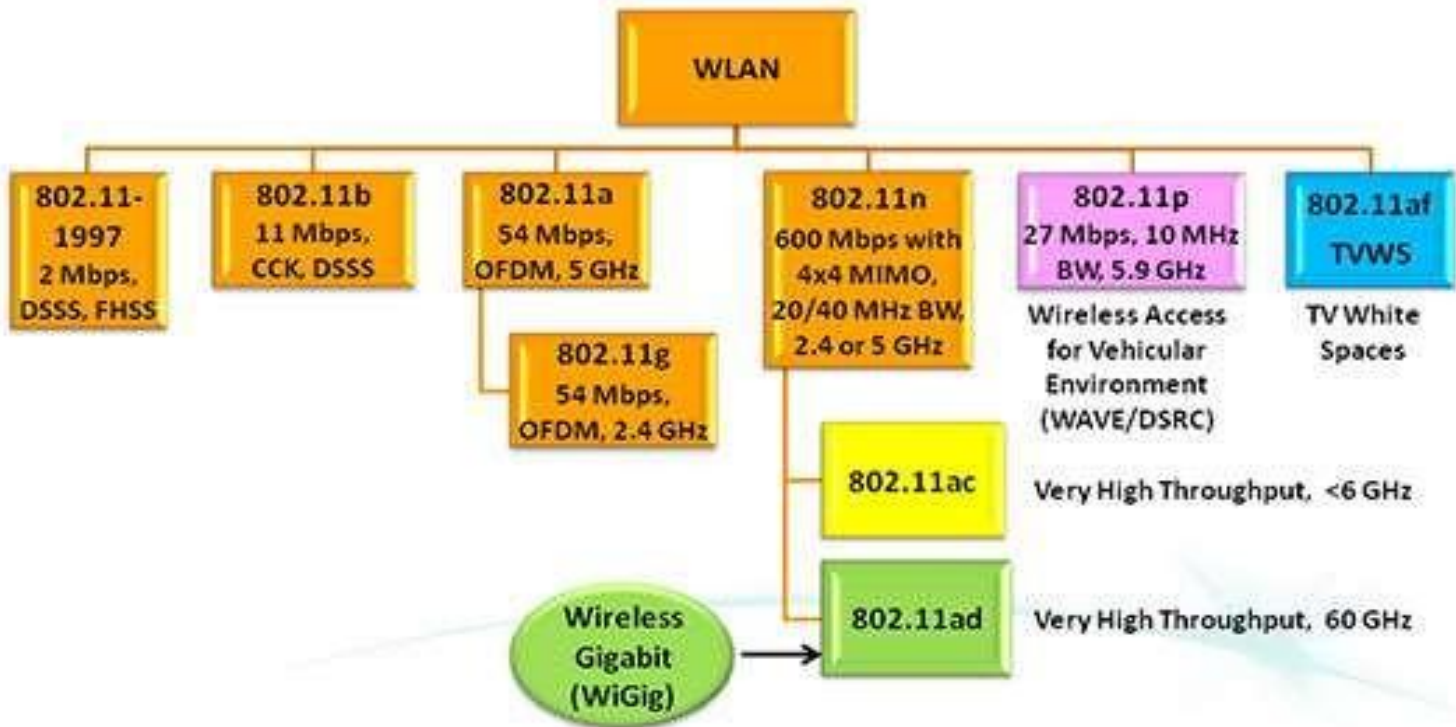 WLAN
802.11-
1997
2 Mbps,
DSSS, FHSS
802.11b
11 Mbps,
CCK, DSSS
802.11a
54 Mbps,
OFDM, 5 GHz
802.11g
54 Mbps,
OFDM, 2.4 GHz
802.11n
600 Mbps with
4x4 MIMO,
20/40 MHz BW,
2.4 or 5 GHz
802.11p
27 Mbps, 10 MHz
BW, 5.9 GHz
Wireless Access
for Vehicular
Environment
(WAVE/DSRC)
802.11af
TVWS
TV White
Spaces
802.11ac
Very High Throughput, <6 GHz
802.11ad
Very High Throughput, 60 GHz
Wireless
Gigabit
(WiGig)